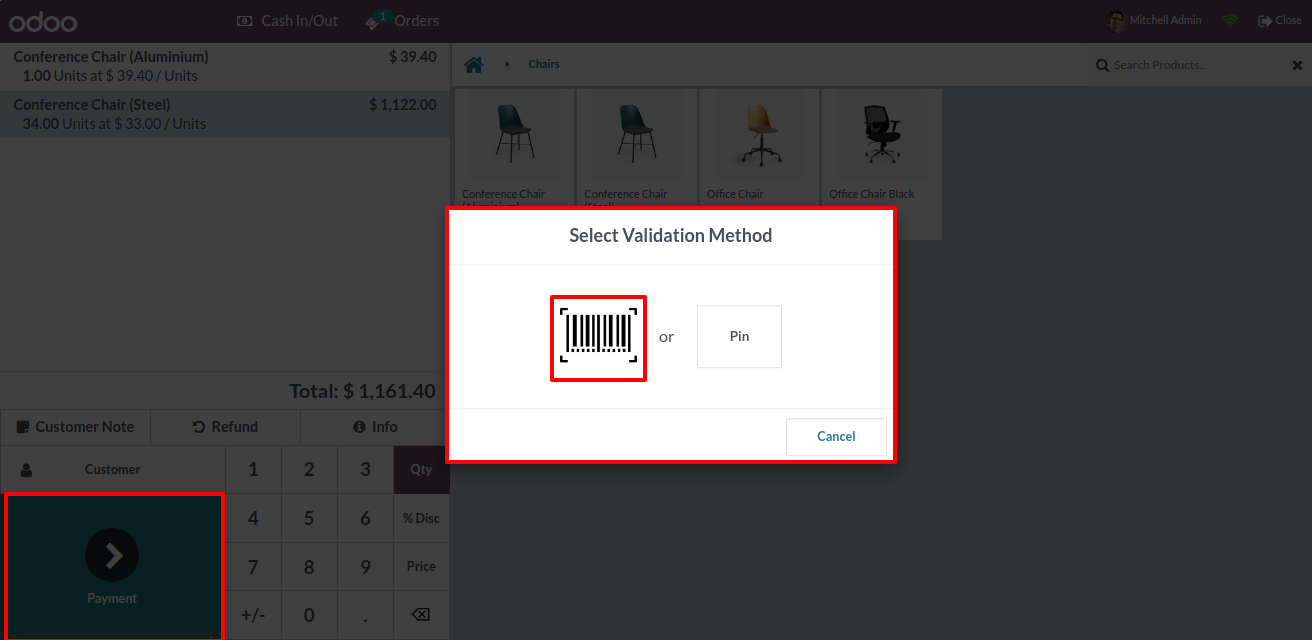 odoo
Cash In/Out
1
Orders
Mitchell Admin
Close
Conference Chair (Aluminium) $ 39.40
1.00 Units at $ 39.40 / Units
Conference Chair (Steel) $ 1,122.00
34.00 Units at $ 33.00 / Units
Chairs
Search Products...
Conference Chair
(Aluminium)
Conference Chair
(Steel)
Office Chair
Office Chair Black
Select Validation Method
or
Pin
Cancel
Total: $ 1,161.40
Customer Note
Refund
Info
Customer
1 2 3 Qty
4 5 6 % Disc
7 8 9 Price
+/- 0 .
Payment